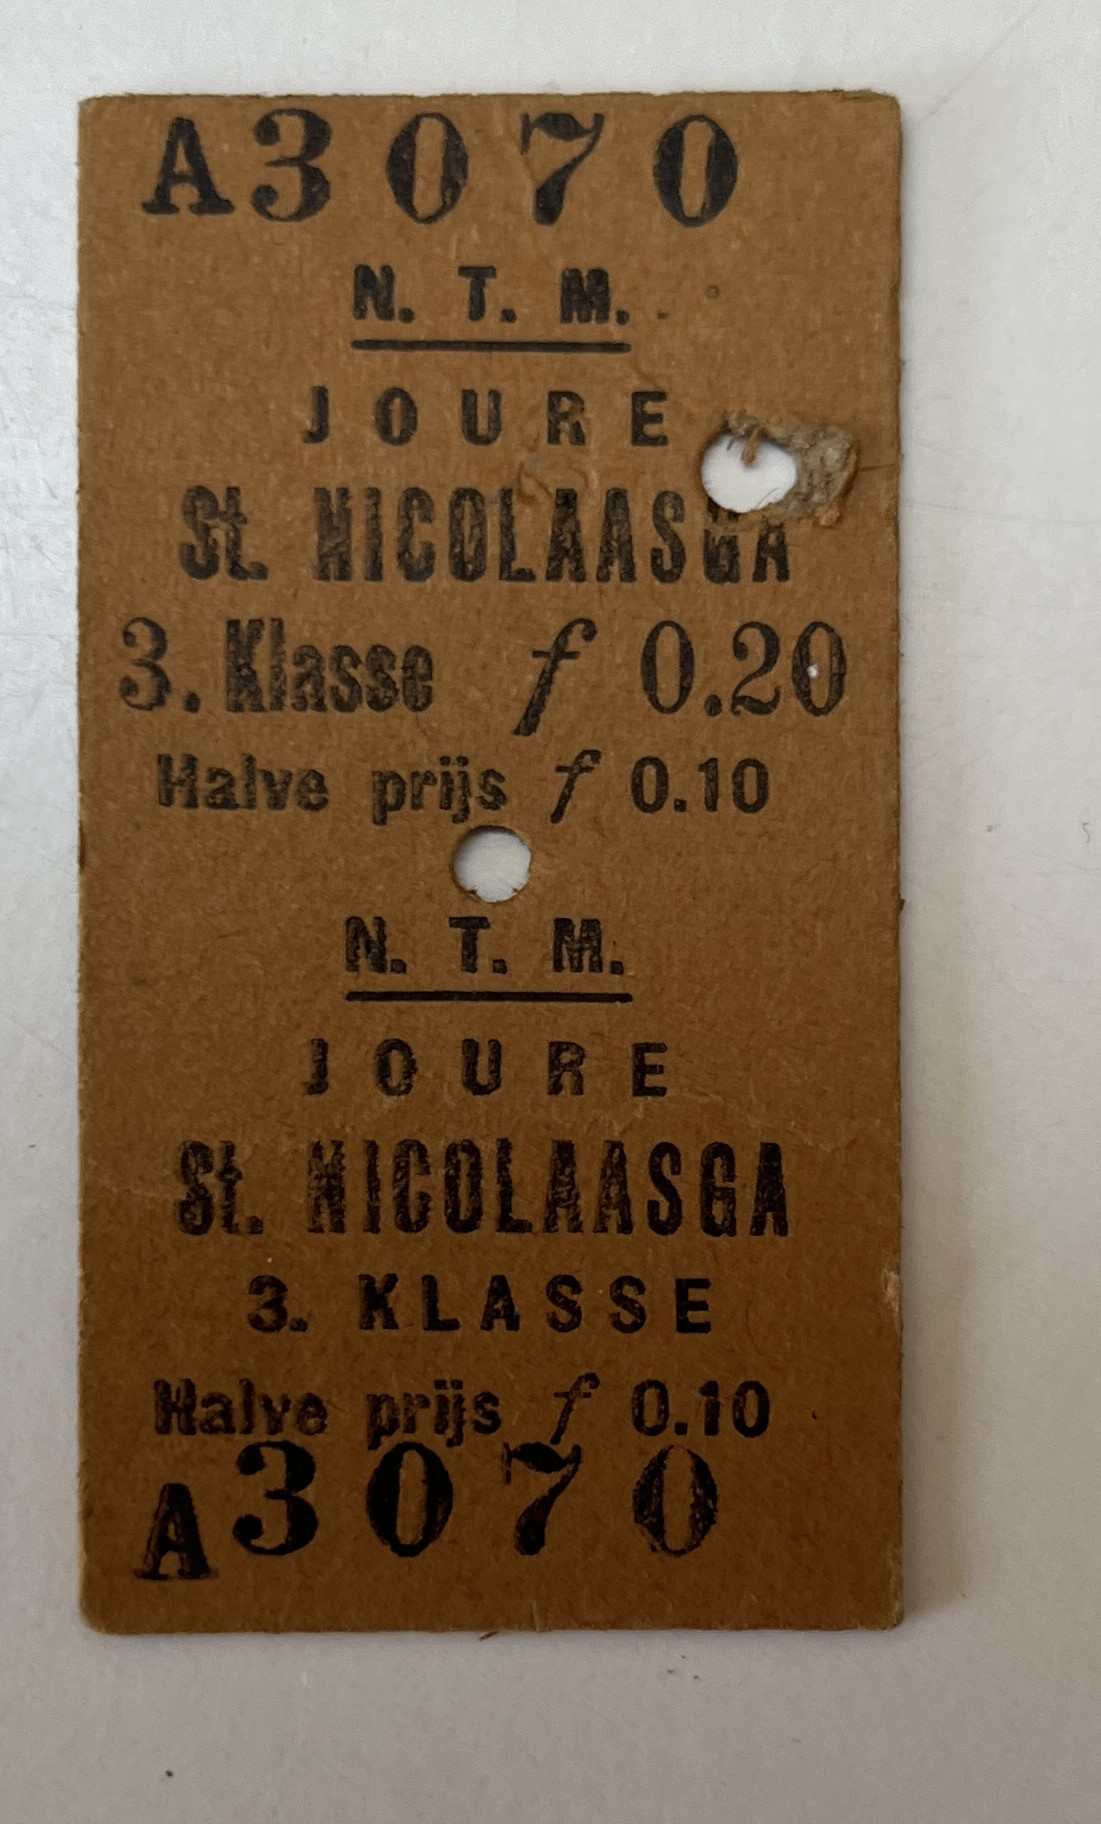 A3070
N. T. M.
JOURE
St. NICOLAASGA
3. Klasse f 0.20
Halve prijs f 0.10
N. T. M.
JOURE
St. NICOLAASGA
3. KLASSE
Halve prijs f 0.10
A3070